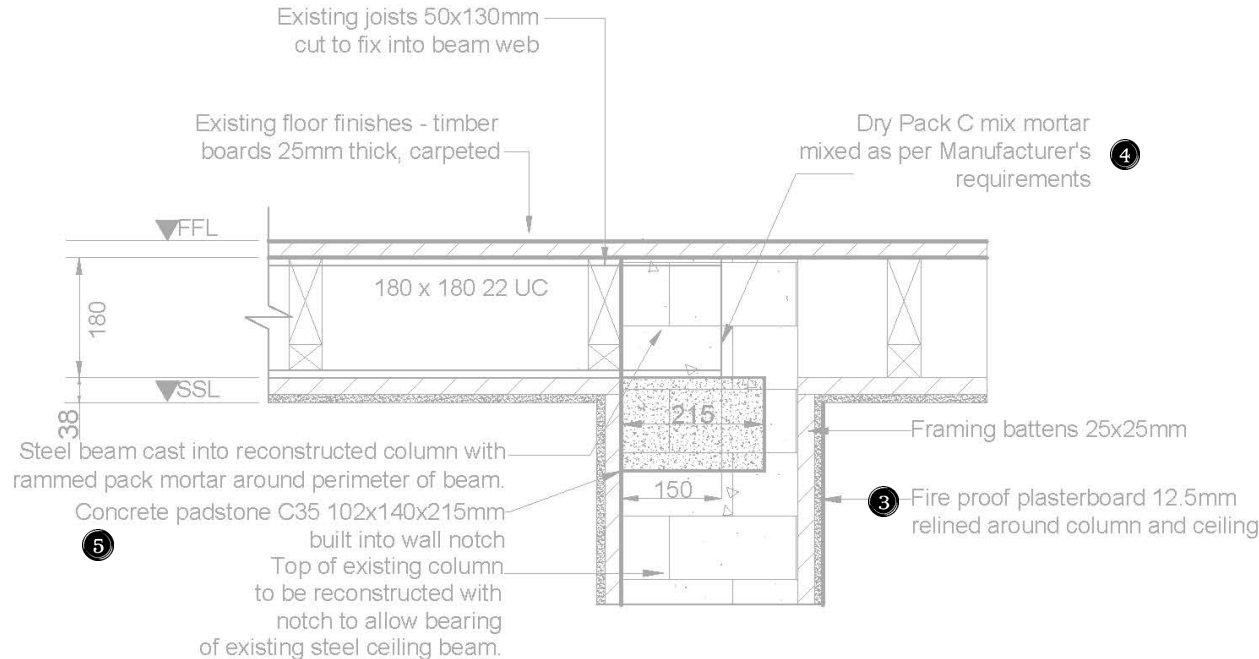 Existing joists 50x130mm
cut to fix into beam web
Existing floor finishes - timber
boards 25mm thick, carpeted
Dry Pack C mix mortar
mixed as per Manufacturer's
requirements
4
FFL
180 x 180 22 UC
180
SSL
38
215
Steel beam cast into reconstructed column with
rammed pack mortar around perimeter of beam.
Framing battens 25x25mm
150
Concrete padstone C35 102x140x215mm
built into wall notch
5
3
Fire proof plasterboard 12.5mm
relined around column and ceiling
Top of existing column
to be reconstructed with
notch to allow bearing
of existing steel ceiling beam.